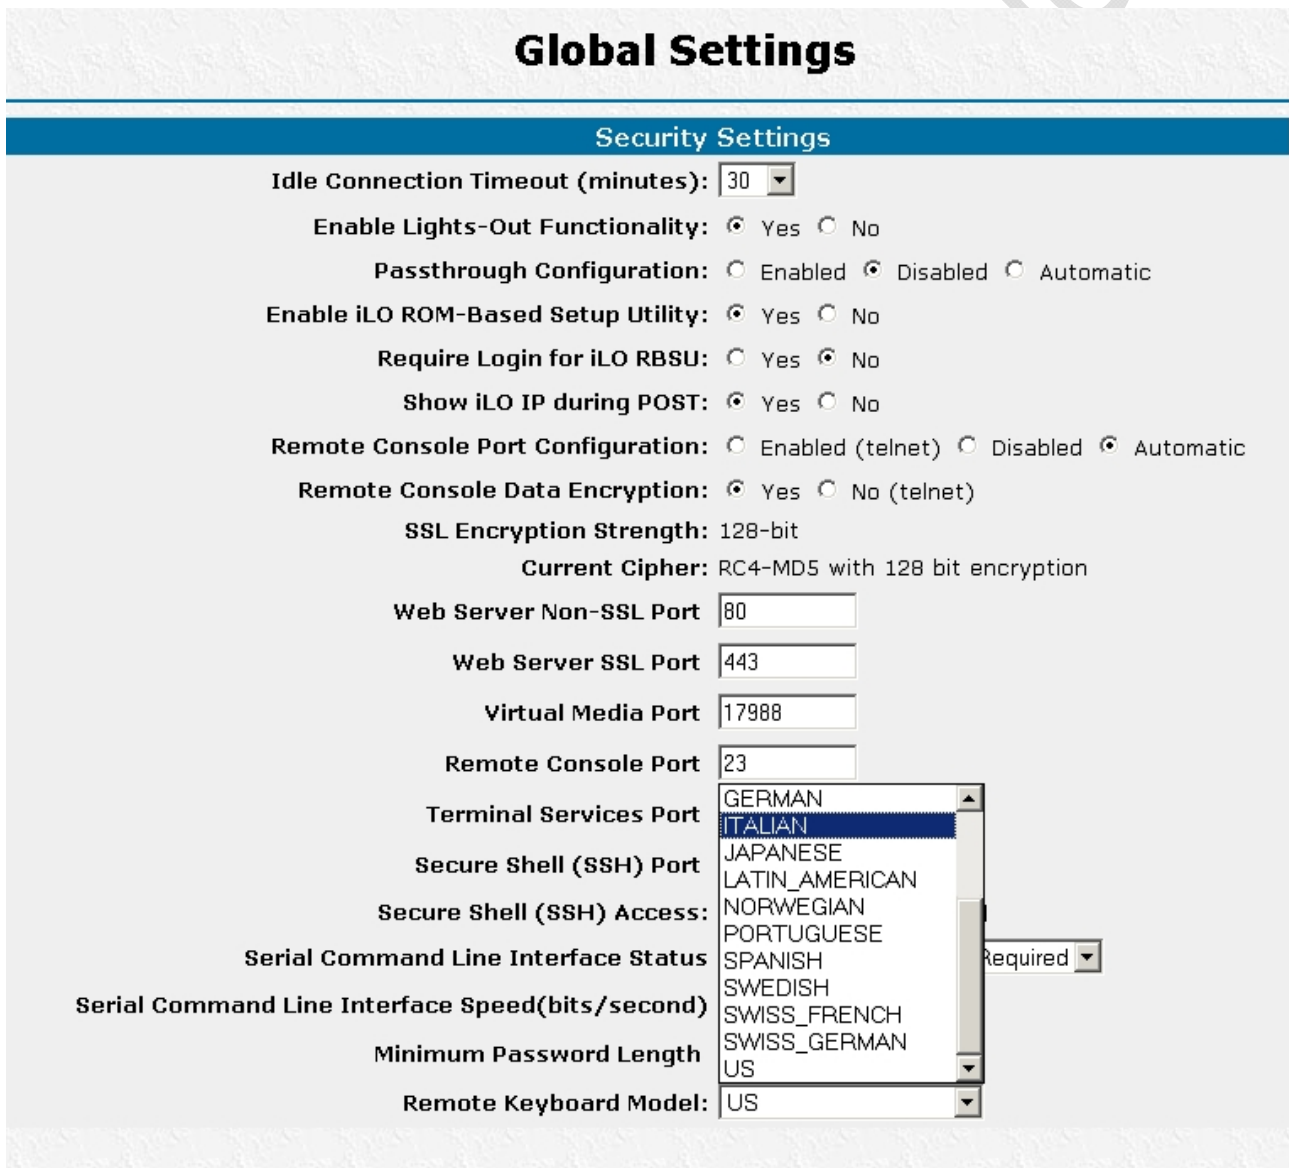 Global Settings
Security Settings
Idle Connection Timeout (minutes): 30
Enable Lights-Out Functionality: Yes No
Passthrough Configuration: Enabled Disabled Automatic
Enable iLO ROM-Based Setup Utility: Yes No
Require Login for iLO RBSU: Yes No
Show iLO IP during POST: Yes No
Remote Console Port Configuration: Enabled (telnet) Disabled Automatic
Remote Console Data Encryption: Yes No (telnet)
SSL Encryption Strength: 128-bit
Current Cipher: RC4-MD5 with 128 bit encryption
Web Server Non-SSL Port 80
Web Server SSL Port 443
Virtual Media Port 17988
Remote Console Port 23
Terminal Services Port
Secure Shell (SSH) Port
Secure Shell (SSH) Access:
Serial Command Line Interface Status Required
Serial Command Line Interface Speed(bits/second)
Minimum Password Length
GERMAN
ITALIAN
JAPANESE
LATIN_AMERICAN
NORWEGIAN
PORTUGUESE
SPANISH
SWEDISH
SWISS_FRENCH
SWISS_GERMAN
US
Remote Keyboard Model: US